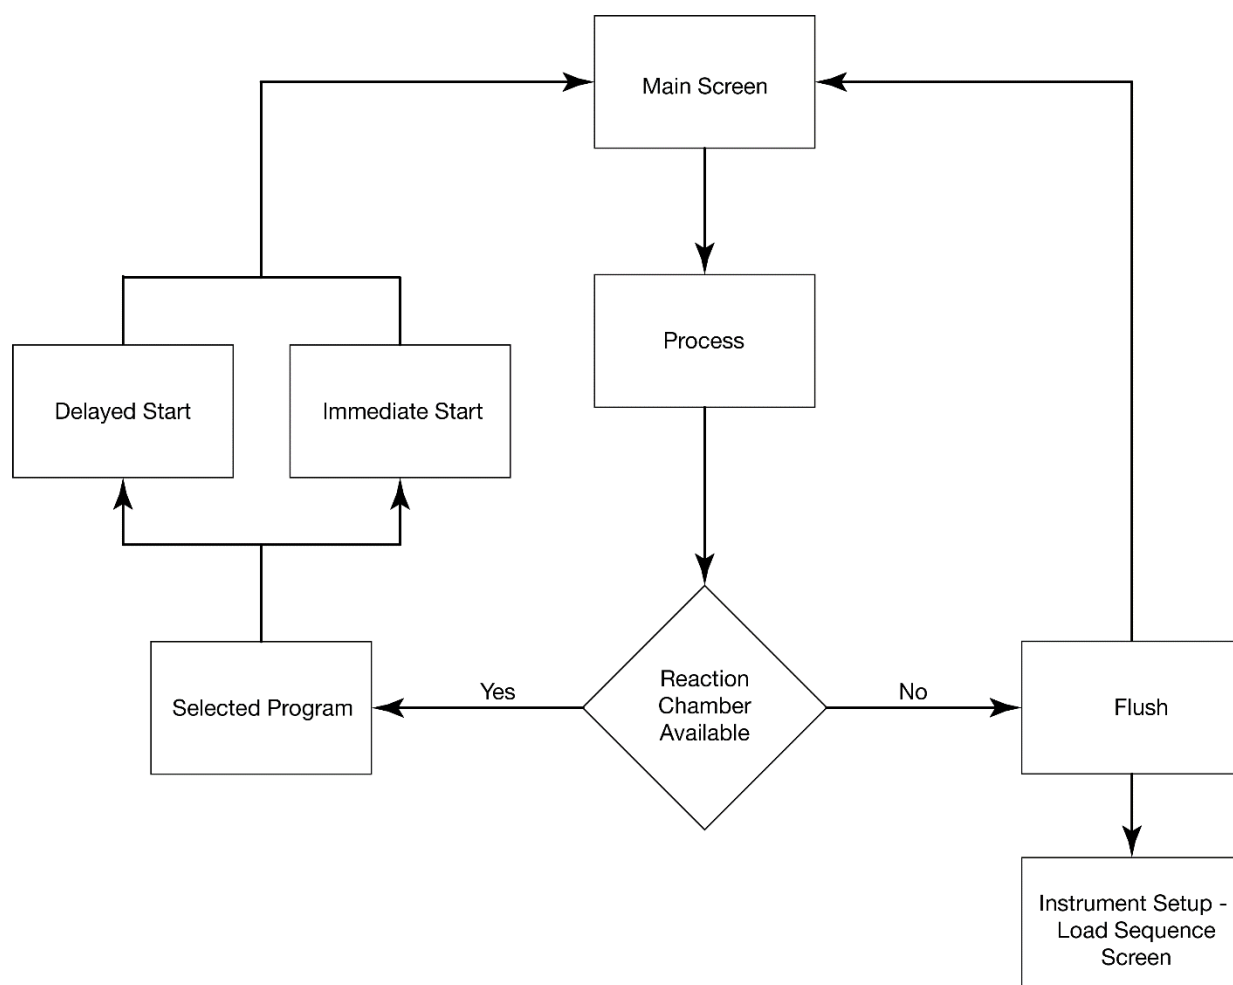 Main Screen
Process
Delayed Start
Immediate Start
Reaction
Chamber
Available
Yes
No
Selected Program
Flush
Instrument Setup -
Load Sequence
Screen